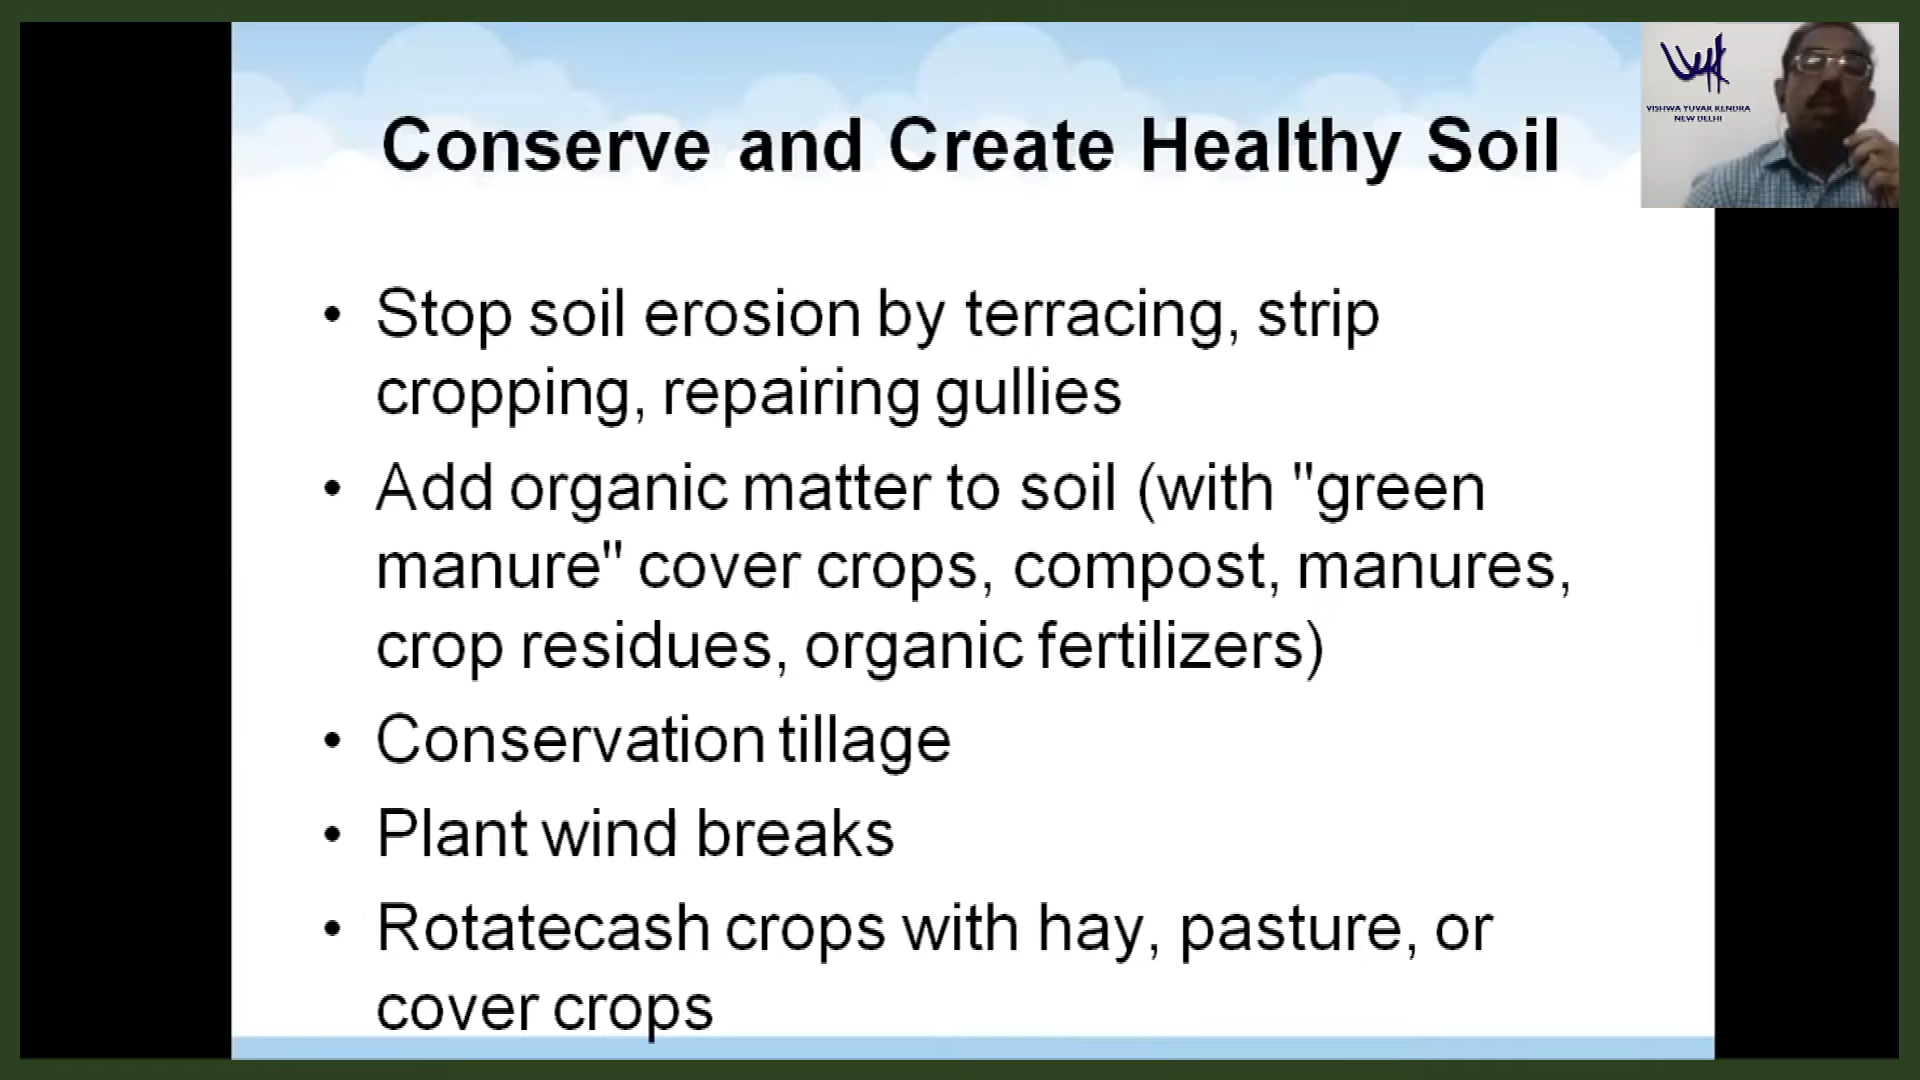 Conserve and Create Healthy Soil
• Stop soil erosion by terracing, strip
cropping, repairing gullies
• Add organic matter to soil (with "green
manure" cover crops, compost, manures,
crop residues, organic fertilizers)
• Conservation tillage
• Plant wind breaks
• Rotatecash crops with hay, pasture, or
cover crops
vyk
VISHWA YUVAK KENDRA
NEW DELHI